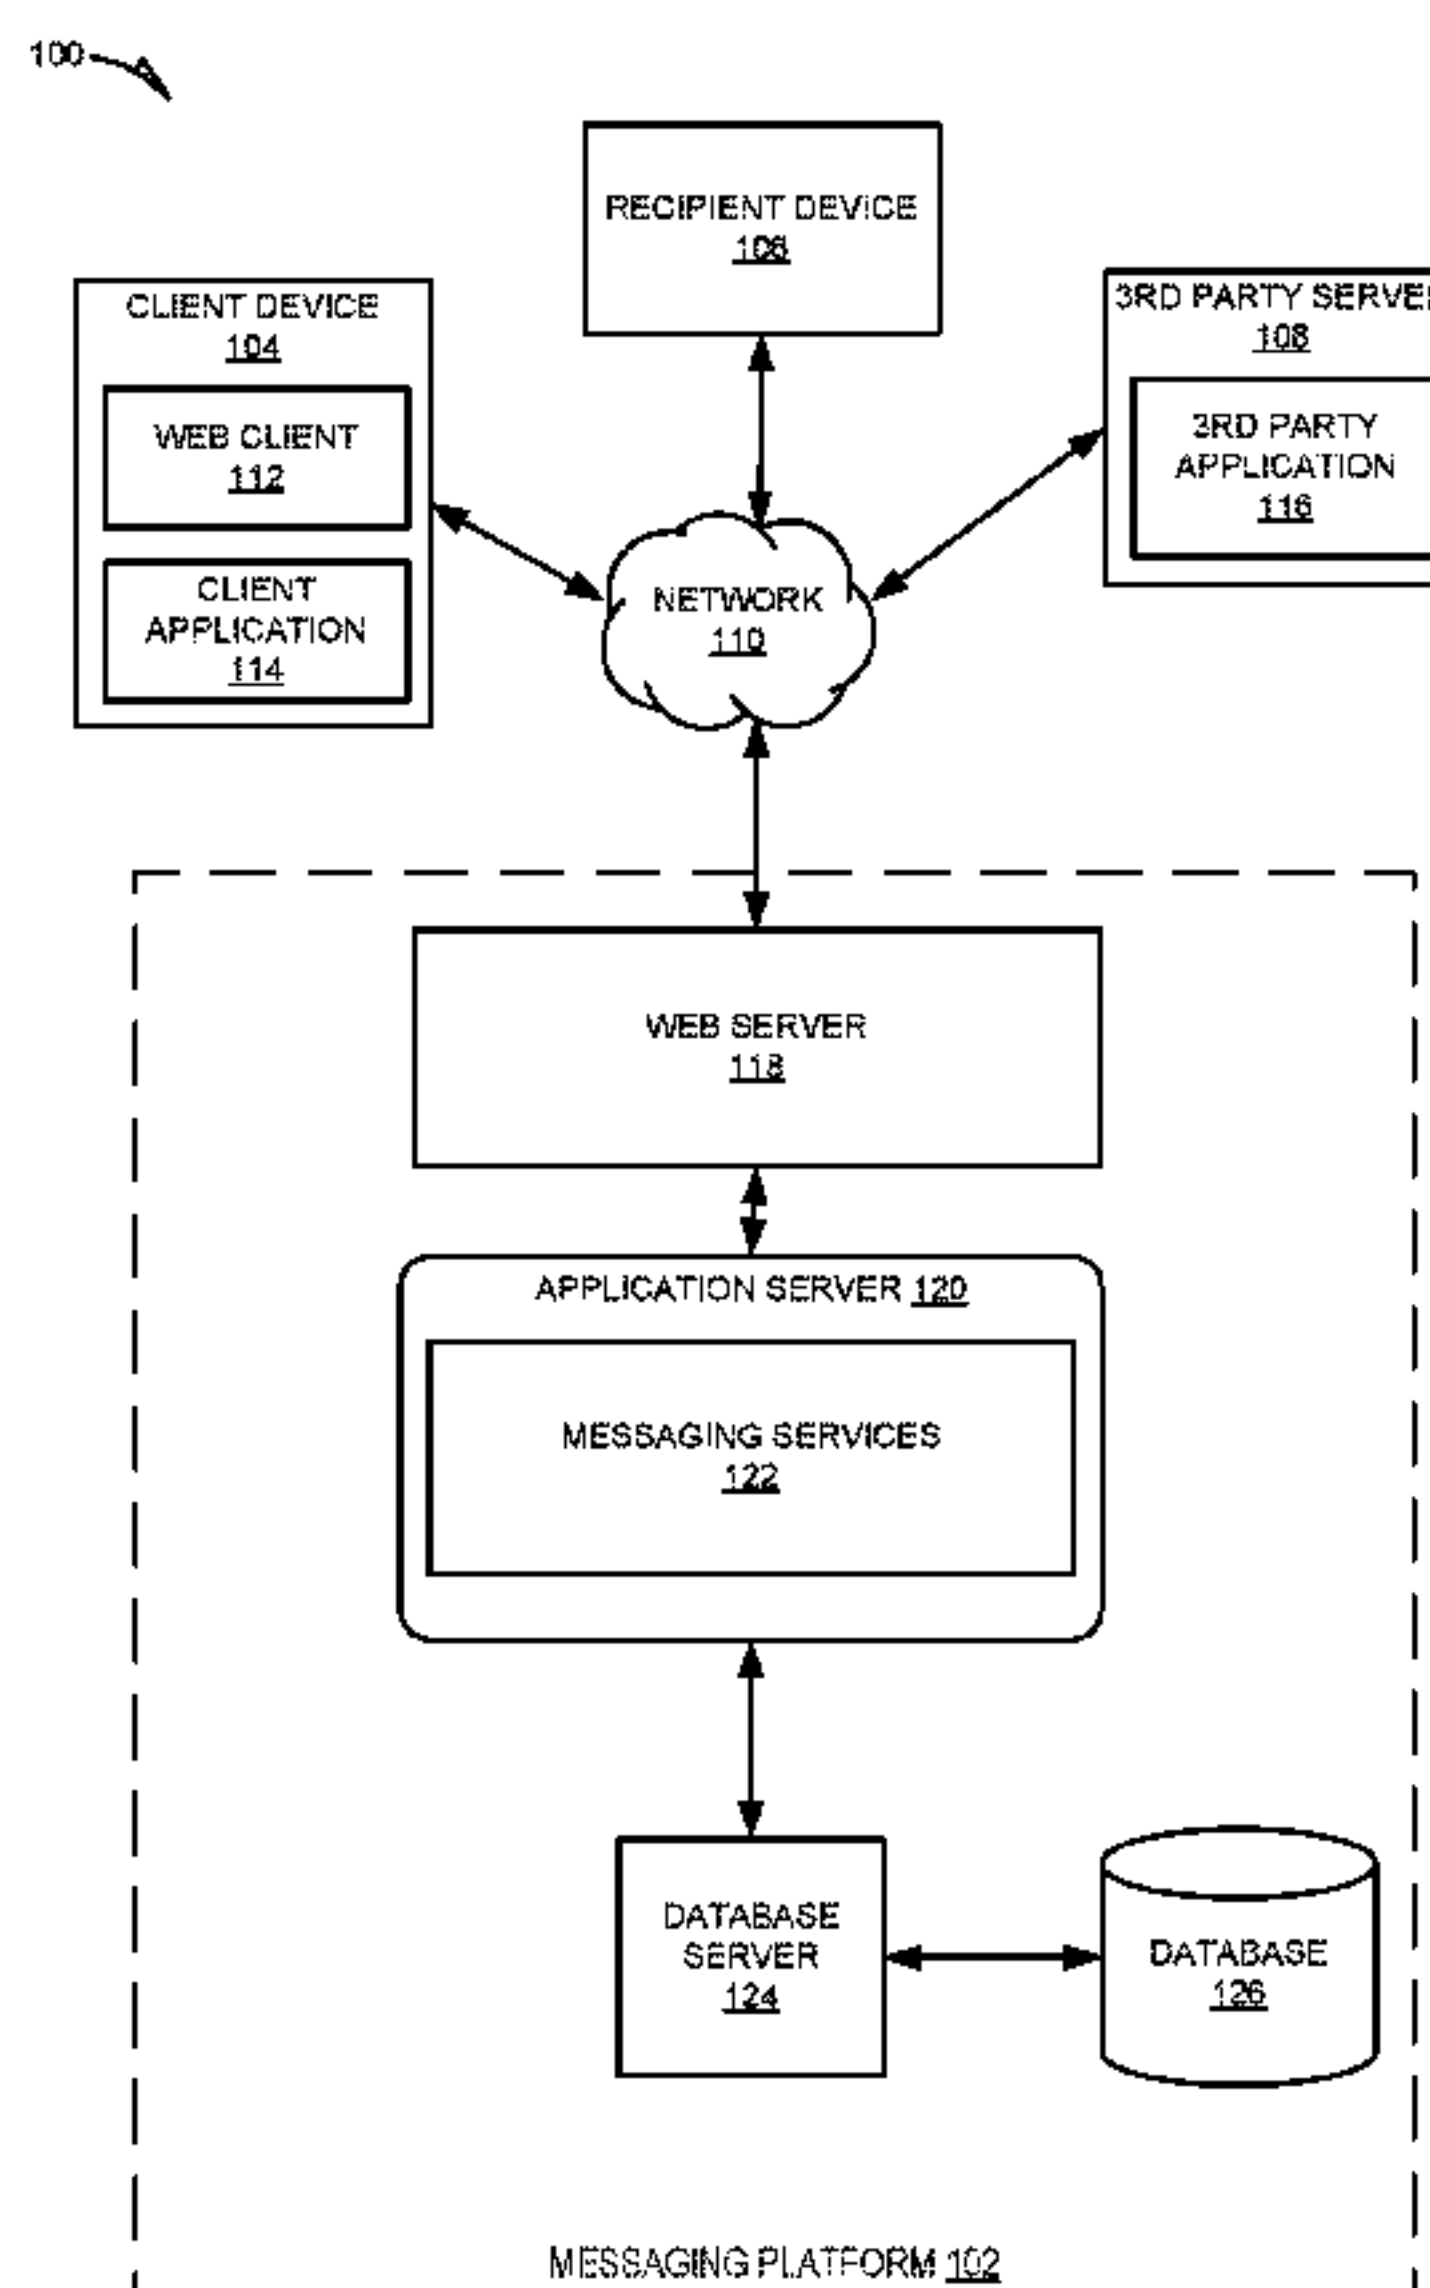 100
RECIPIENT DEVICE
106
CLIENT DEVICE
104
WEB CLIENT
112
CLIENT
APPLICATION
114
3RD PARTY SERVE
108
3RD PARTY
APPLICATION
116
NETWORK
110
WEB SERVER
118
APPLICATION SERVER 120
MESSAGING SERVICES
122
DATABASE
SERVER
124
DATABASE
126
MESSAGING PLATFORM 102